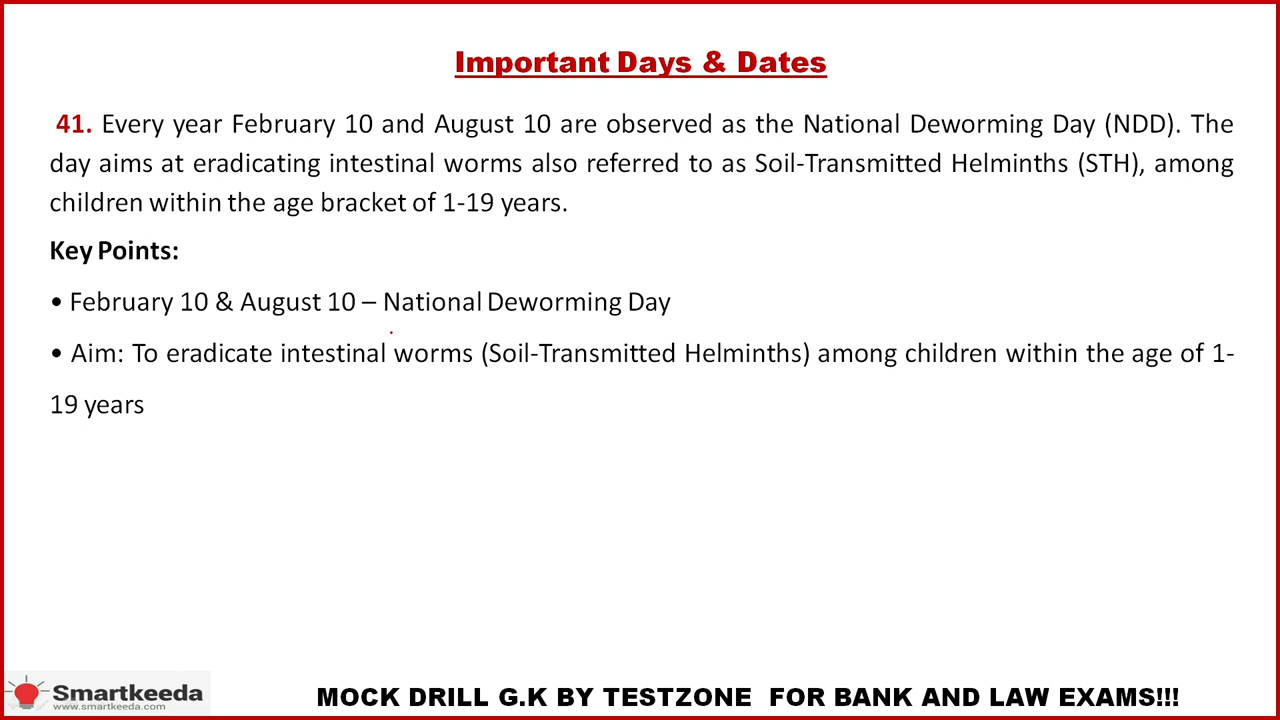 Important Days & Dates
41. Every year February 10 and August 10 are observed as the National Deworming Day (NDD). The
day aims at eradicating intestinal worms also referred to as Soil-Transmitted Helminths (STH), among
children within the age bracket of 1-19 years.
Key Points:
• February 10 & August 10 – National Deworming Day
• Aim: To eradicate intestinal worms (Soil-Transmitted Helminths) among children within the age of 1-
19 years
Smartkeeda
www.smartkeeda.com
MOCK DRILL G.K BY TESTZONE  FOR BANK AND LAW EXAMS!!!